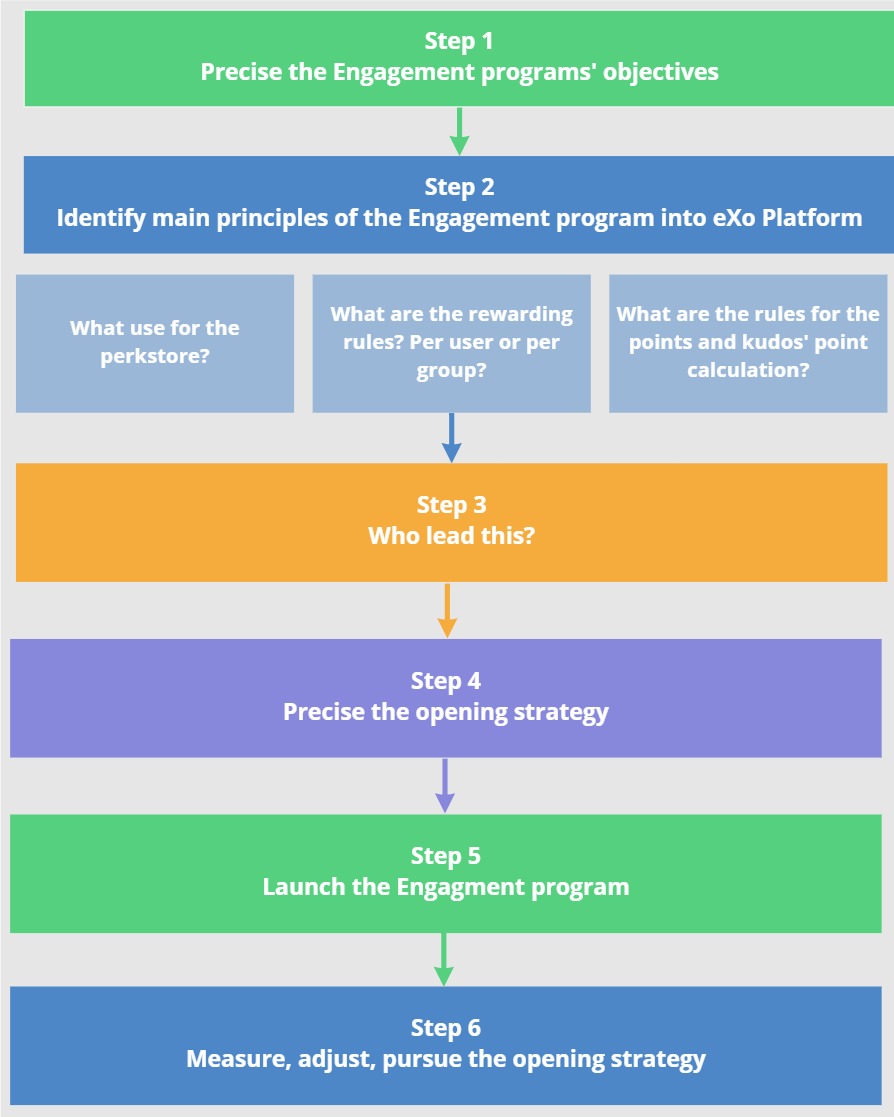 Step 1
Precise the Engagement programs' objectives
Step 2
Identify main principles of the Engagement program into eXo Platform
What use for the
perkstore?
What are the rewarding
rules? Per user or per
group?
What are the rules for the
points and kudos' point
calculation?
Step 3
Who lead this?
Step 4
Precise the opening strategy
Step 5
Launch the Engagment program
Step 6
Measure, adjust, pursue the opening strategy